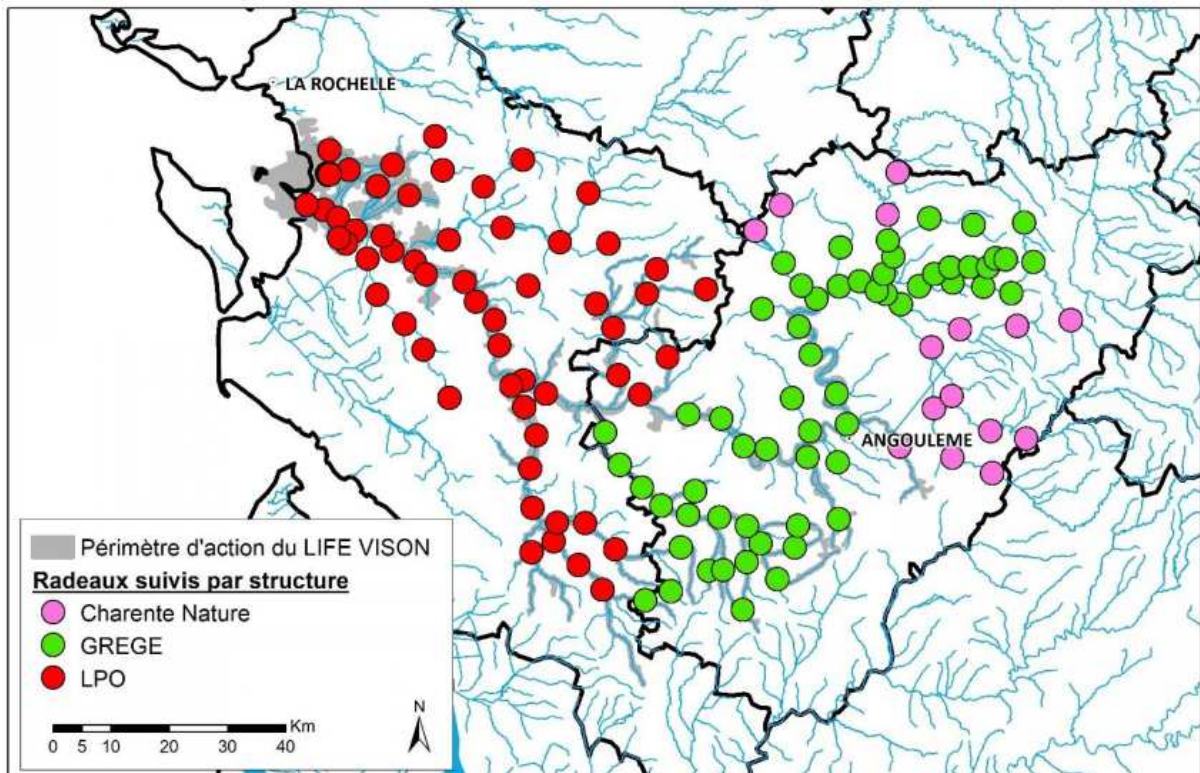 LA ROCHELLE
ANGOULEME
Périmètre d'action du LIFE VISON
Radeaux suivis par structure
Charente Nature
GREGE
LPO
Km
0 5 10 20 30 40
N